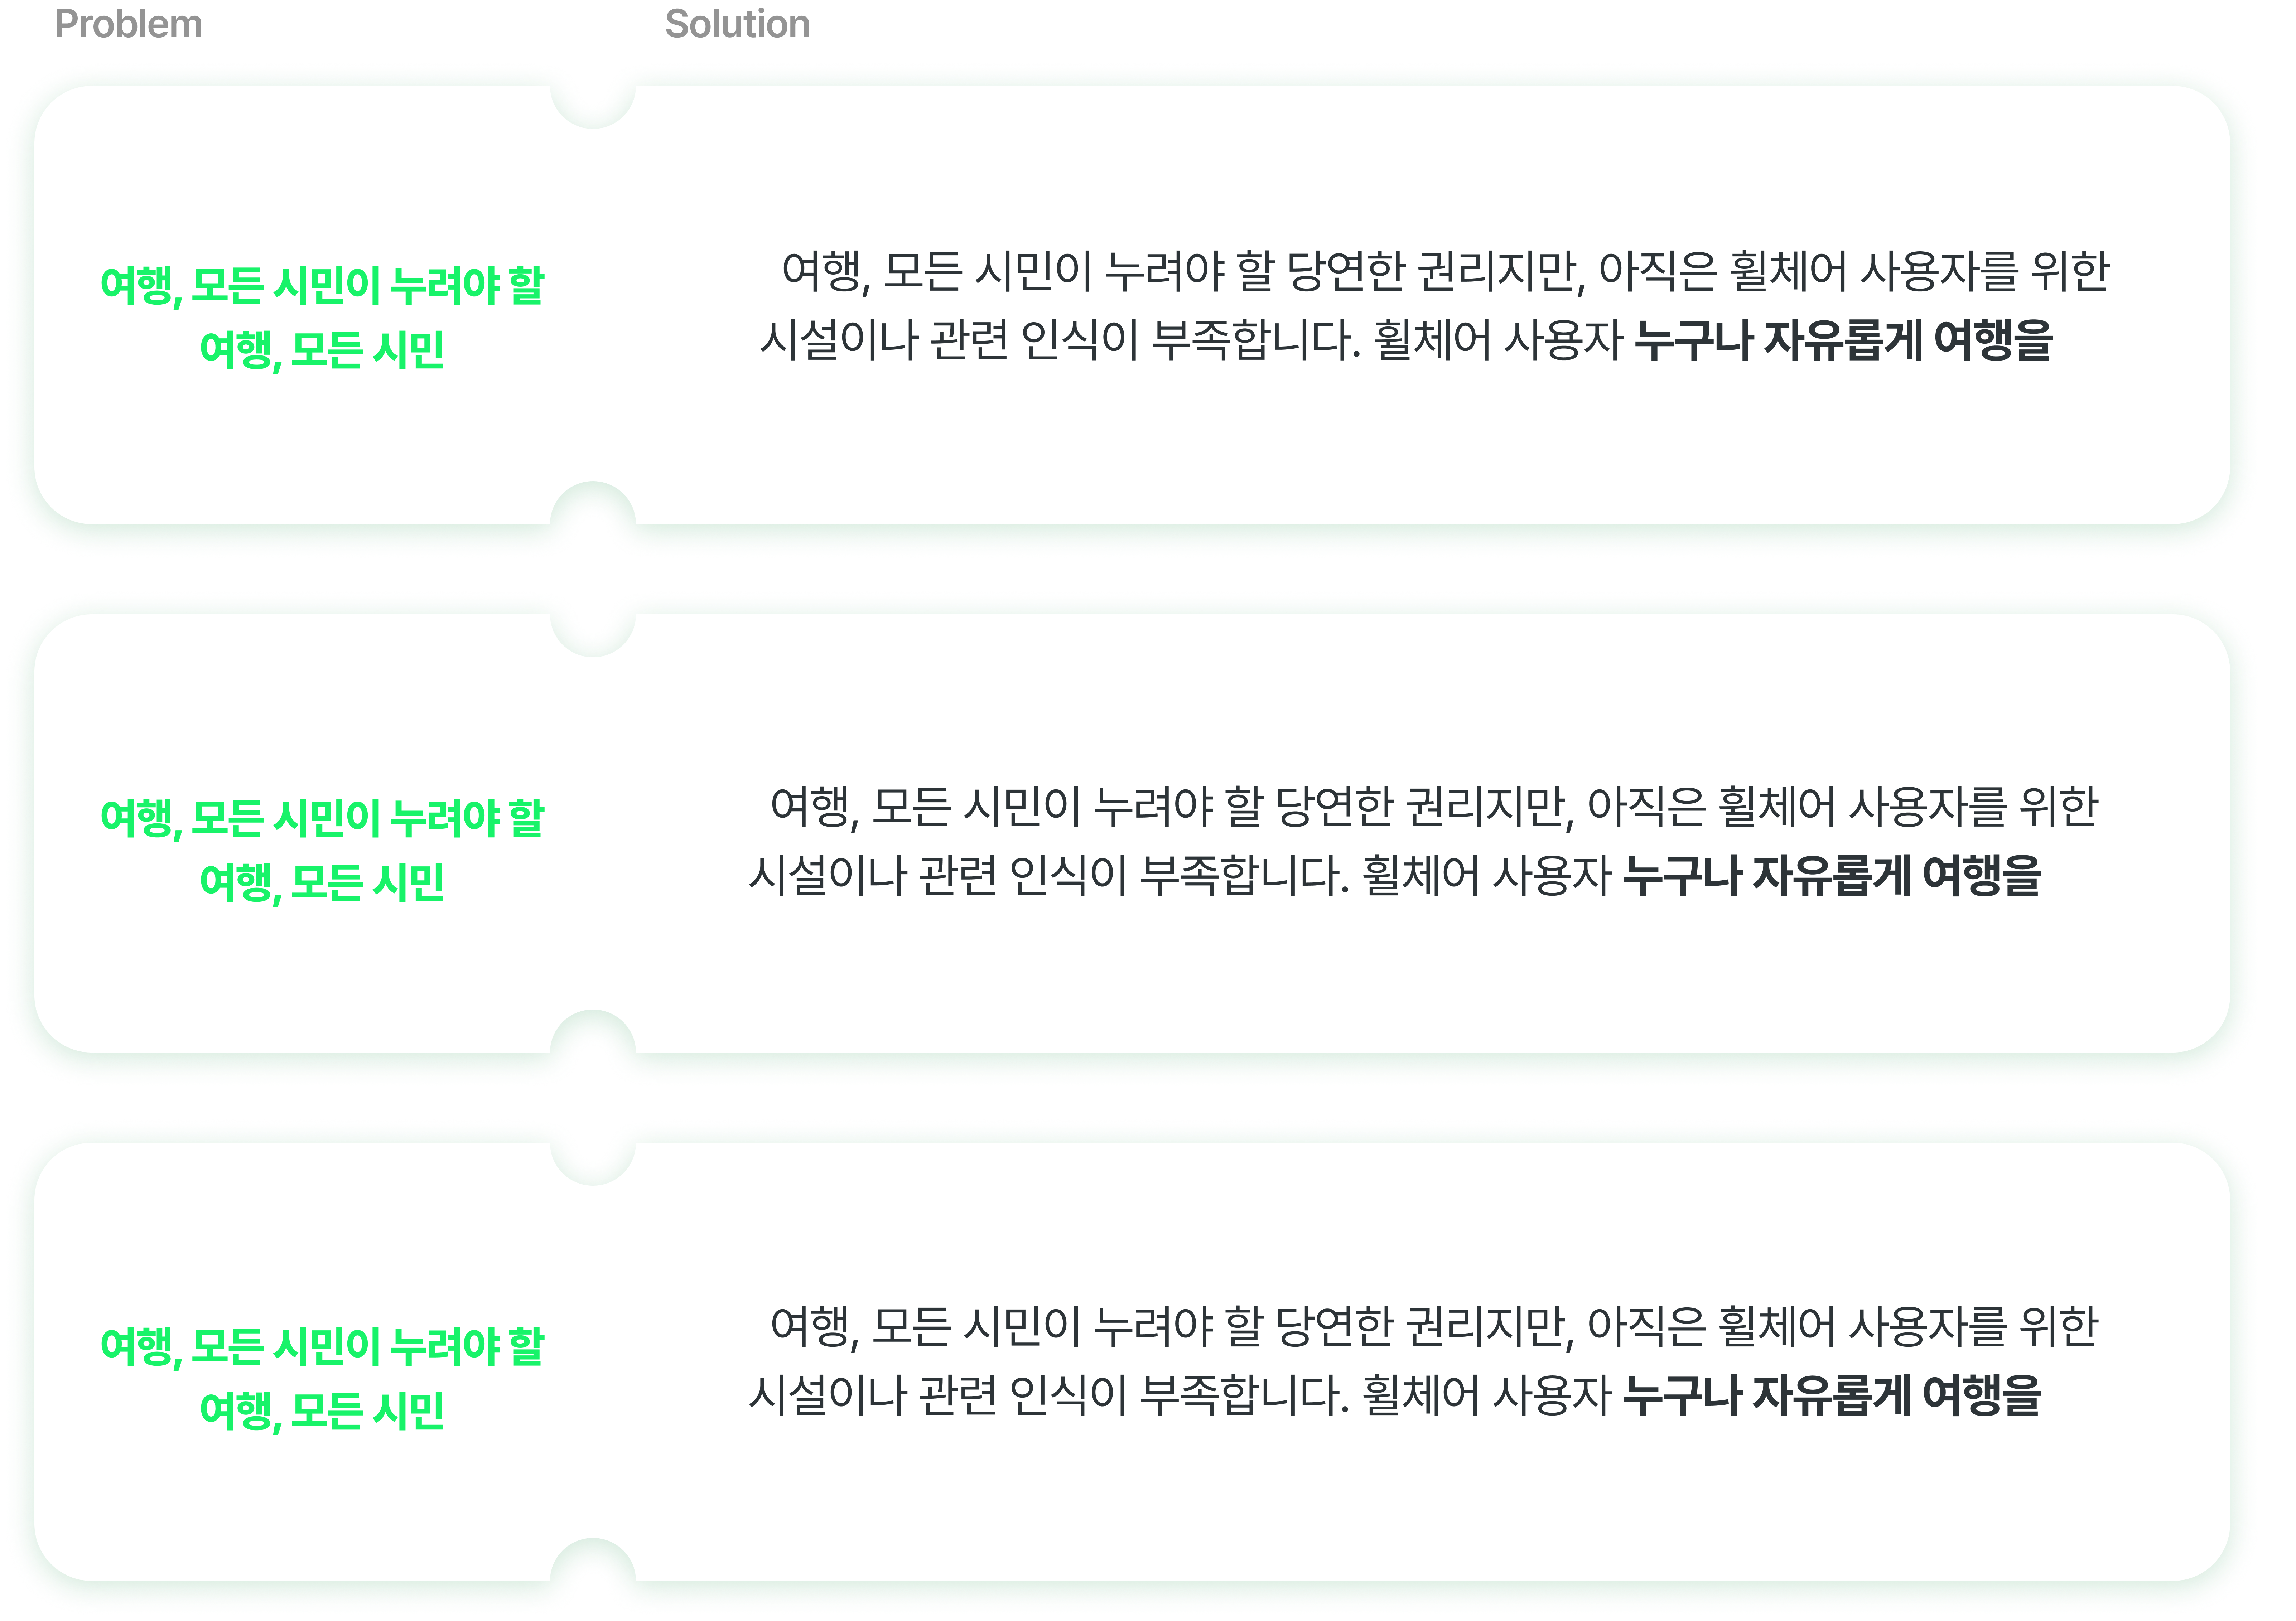 Problem
Solution
여행, 모든 시민이 누려야 할
여행, 모든 시민
여행, 모든 시민이 누려야 할 당연한 권리지만, 아직은 휠체어 사용자를 위한
시설이나 관련 인식이 부족합니다. 휠체어 사용자 누구나 자유롭게 여행을
여행, 모든 시민이 누려야 할
여행, 모든 시민
여행, 모든 시민이 누려야 할 당연한 권리지만, 아직은 휠체어 사용자를 위한
시설이나 관련 인식이 부족합니다. 휠체어 사용자 누구나 자유롭게 여행을
여행, 모든 시민이 누려야 할
여행, 모든 시민
여행, 모든 시민이 누려야 할 당연한 권리지만, 아직은 휠체어 사용자를 위한
시설이나 관련 인식이 부족합니다. 휠체어 사용자 누구나 자유롭게 여행을